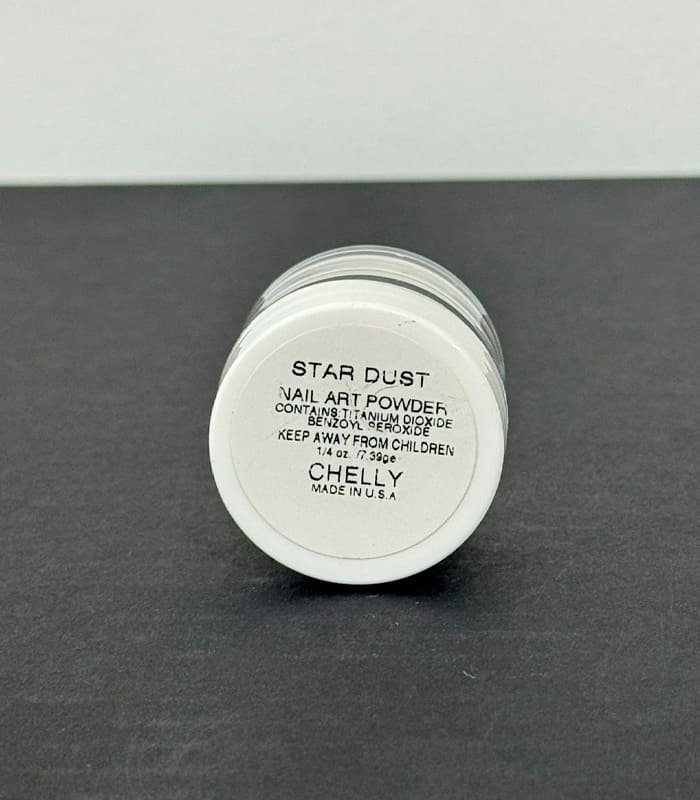 STAR DUST
NAIL ART POWDER
CONTAINS:TITANIUM DIOXIDE
BENZOYL PEROXIDE
KEEP AWAY FROM CHILDREN
1/4 oz. /7.39ge
CHELLY
MADE IN U.S.A